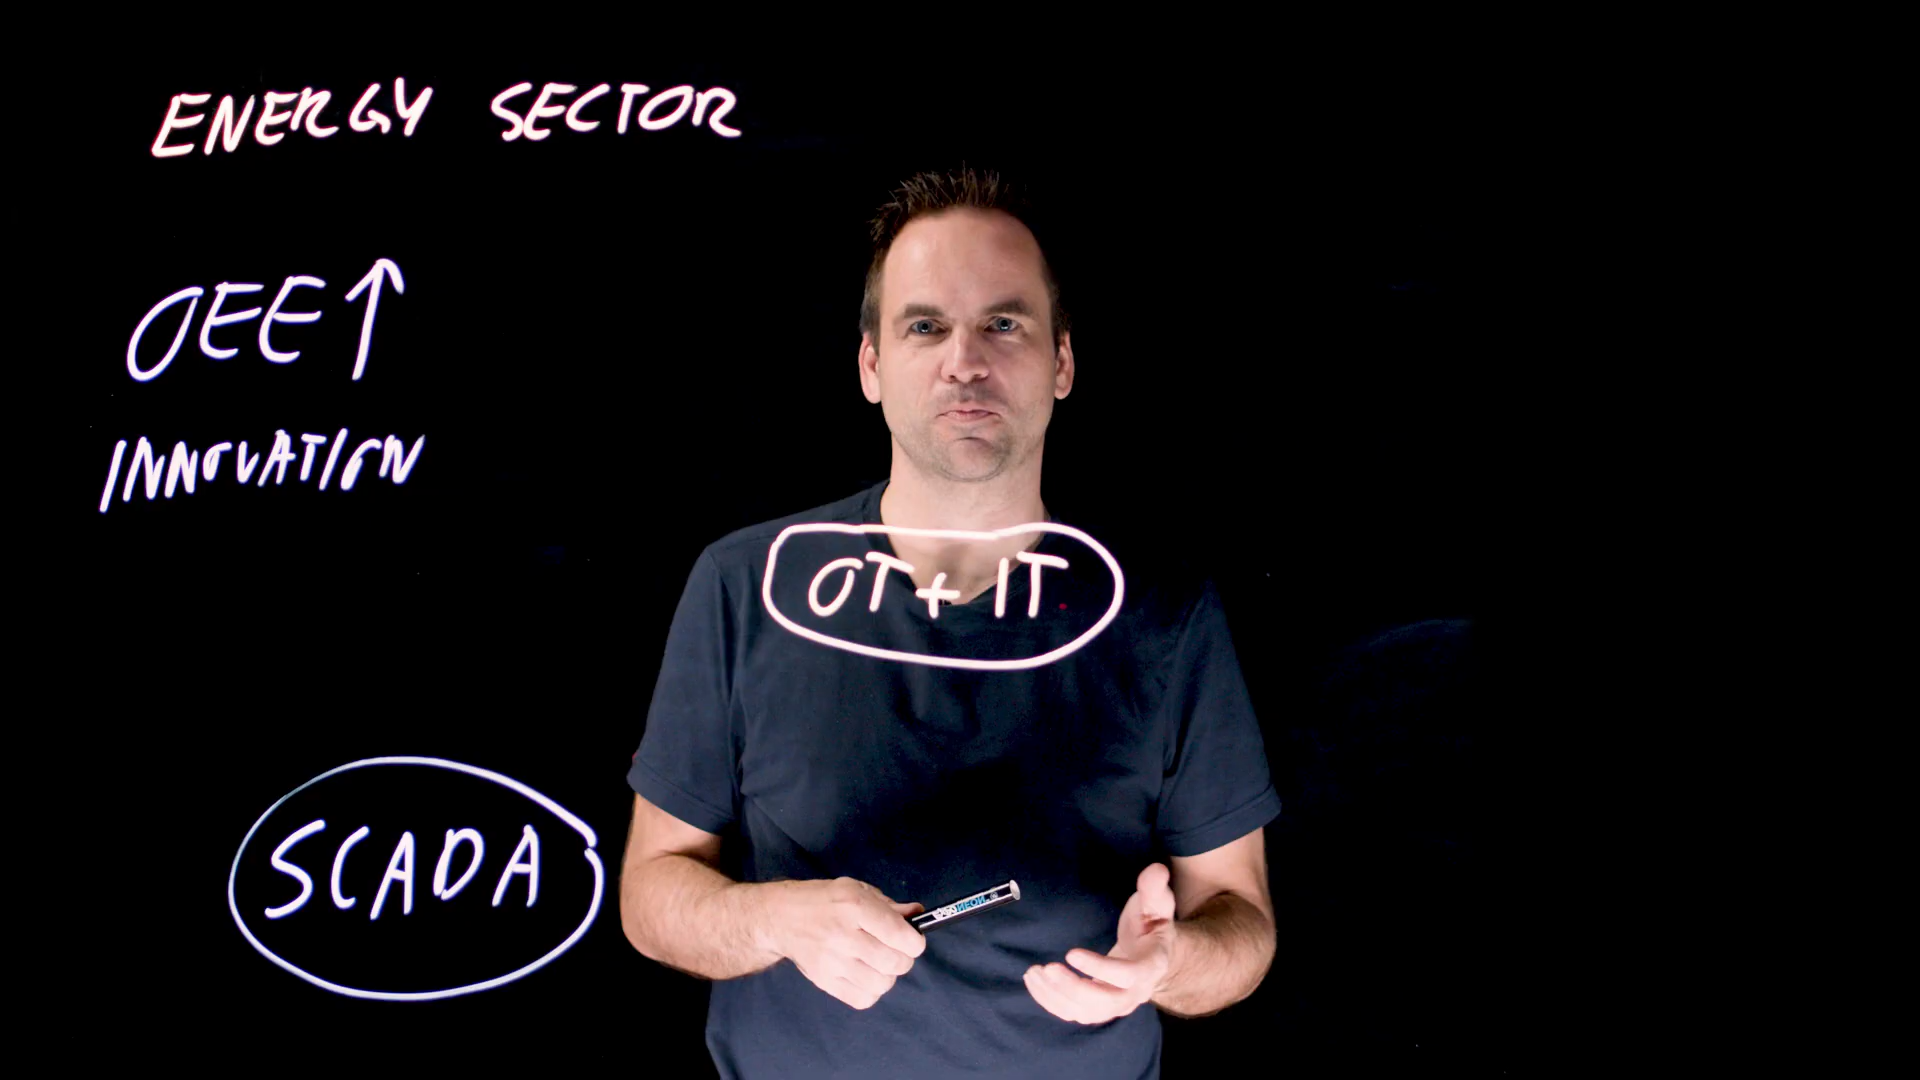 ENERGY SECTOR
OEE↑
INNOVATION
OT + IT
SCADA